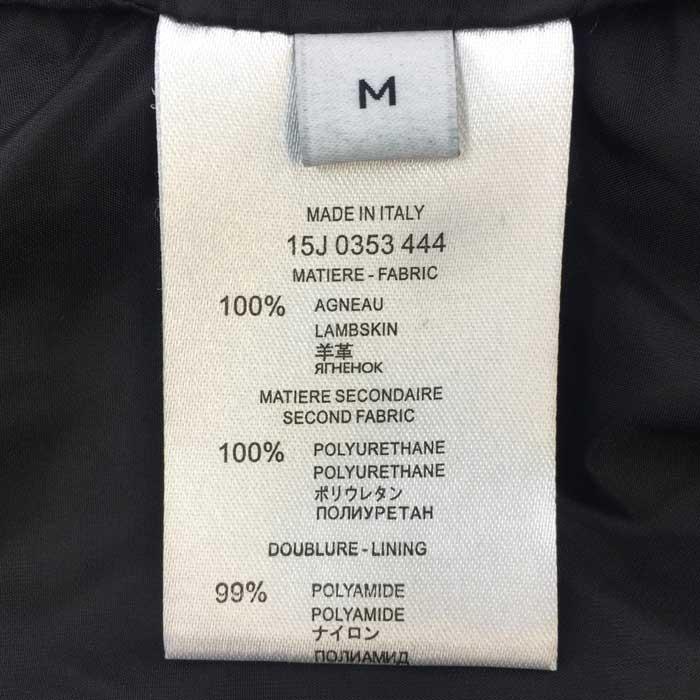 M
MADE IN ITALY
15J 0353 444
MATIERE - FABRIC
100% AGNEAU
LAMBSKIN
羊革
ЯГНЕНОК
MATIERE SECONDAIRE
SECOND FABRIC
100% POLYURETHANE
POLYURETHANE
ポリウレタン
ПОЛИУРЕТАН
DOUBLURE - LINING
99% POLYAMIDE
POLYAMIDE
ナイロン
ПОЛИАМИД